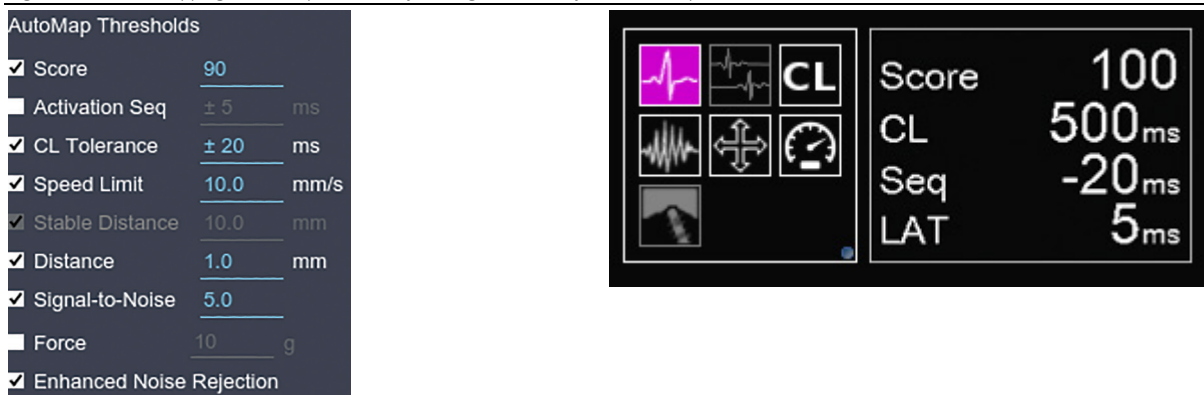 AutoMap Thresholds
Score 90
Activation Seq ± 5 ms
CL Tolerance ± 20 ms
Speed Limit 10.0 mm/s
Stable Distance 10.0 mm
Distance 1.0 mm
Signal-to-Noise 5.0
Force 10 g
Enhanced Noise Rejection
CL
Score 100
CL 500ms
Seq -20ms
LAT 5ms